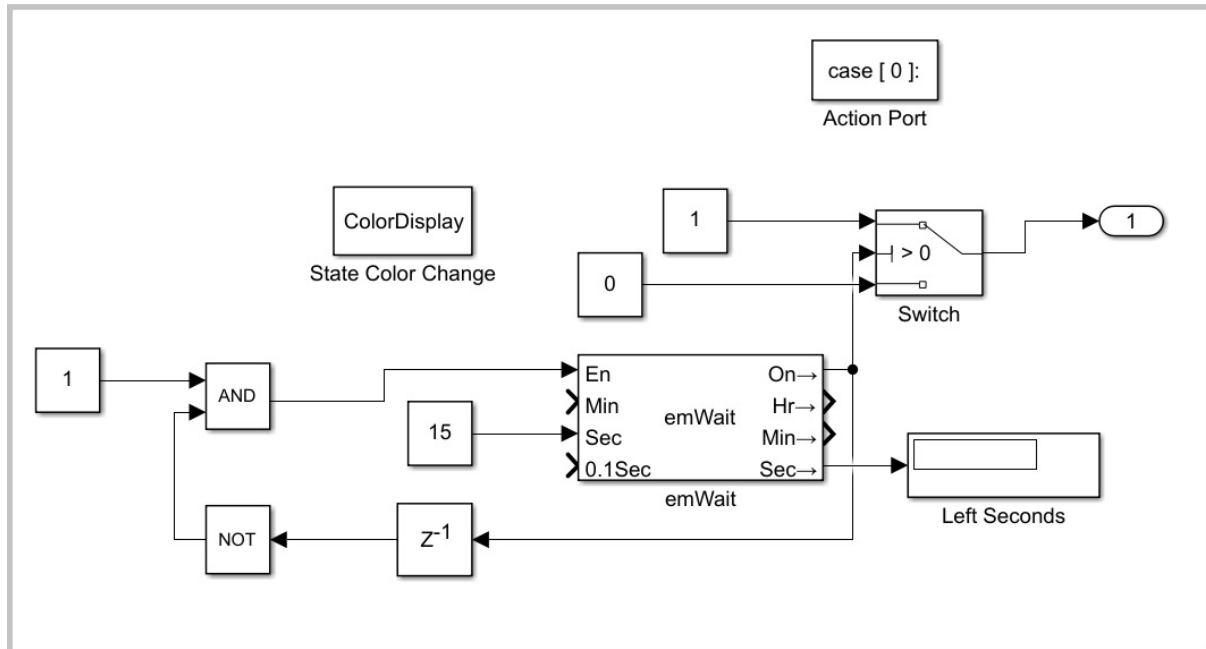 case [ 0 ]:
Action Port
ColorDisplay
State Color Change
1
> 0
Switch
1
0
1
AND
15
En
Min
Sec
0.1Sec
emWait
On→
Hr→
Min→
Sec→
emWait
Left Seconds
NOT
Z-1